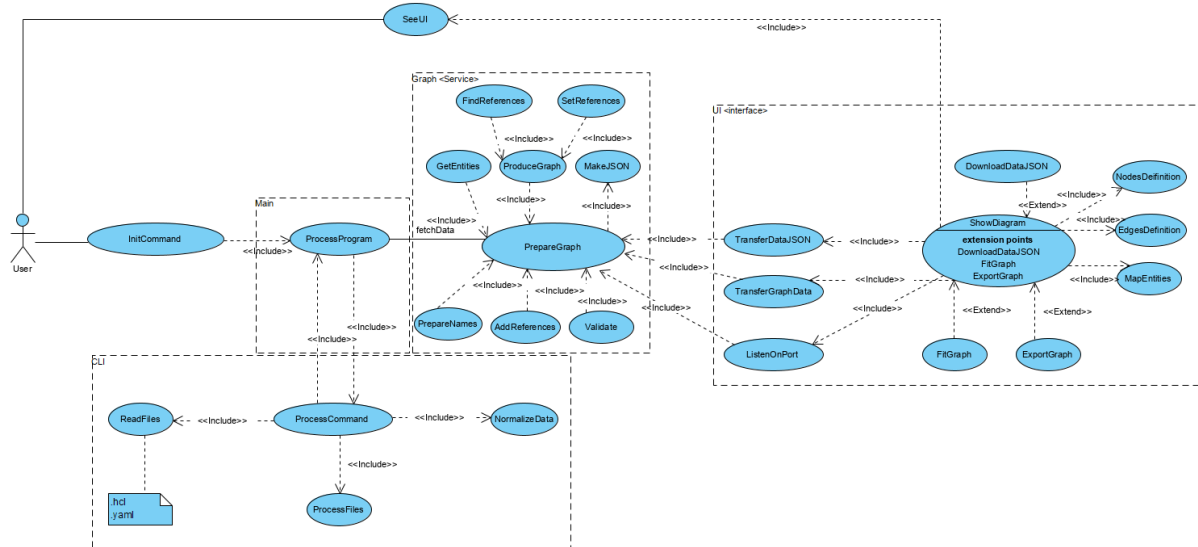 SeeUI
<<Include>>
Graph <Service>
FindReferences
SetReferences
UI <interface>
<<Include>>
GetEntities
ProduceGraph
MakeJSON
DownloadDataJSON
NodesDeifinition
<<Include>>
<<Extend>>
Main
<<Include>>
<<Include>>
<<Include>>
ShowDiagram
<<Include>>
EdgesDefinition
InitCommand
<<Include>>
ProcessProgram
fetchData
PrepareGraph
<<Include>>
TransferDataJSON
<<Include>>
extension points
DownloadDataJSON
FitGraph
ExportGraph
User
<<Include>>
<<Include>>
MapEntities
<<Include>>
<<Include>>
TransferGraphData
<<Include>>
<<Include>>
<<Include>>
PrepareNames
AddReferences
Validate
<<Include>>
<<Include>>
<<Extend>>
<<Extend>>
<<Include>>
<<Include>>
ListenOnPort
FitGraph
ExportGraph
CLI
ReadFiles
<<Include>>
ProcessCommand
<<Include>>
NormalizeData
<<Include>>
.hcl
.yaml
ProcessFiles